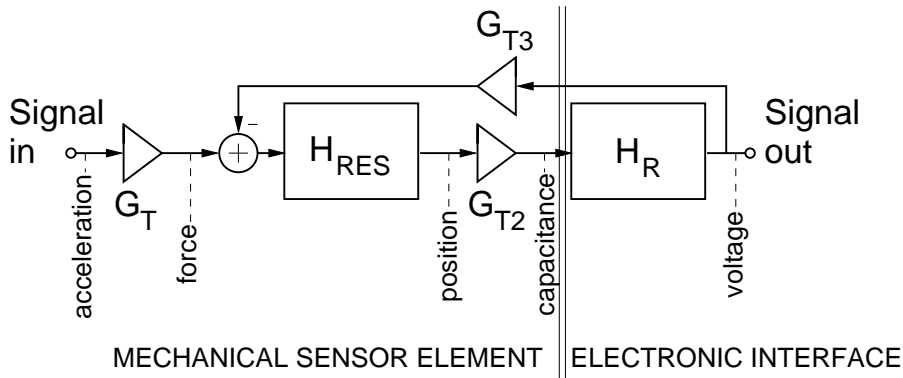 G_T3
Signal in
Signal out
−
+
H_RES
H_R
G_T
G_T2
acceleration
force
position
capacitance
voltage
MECHANICAL SENSOR ELEMENT
ELECTRONIC INTERFACE